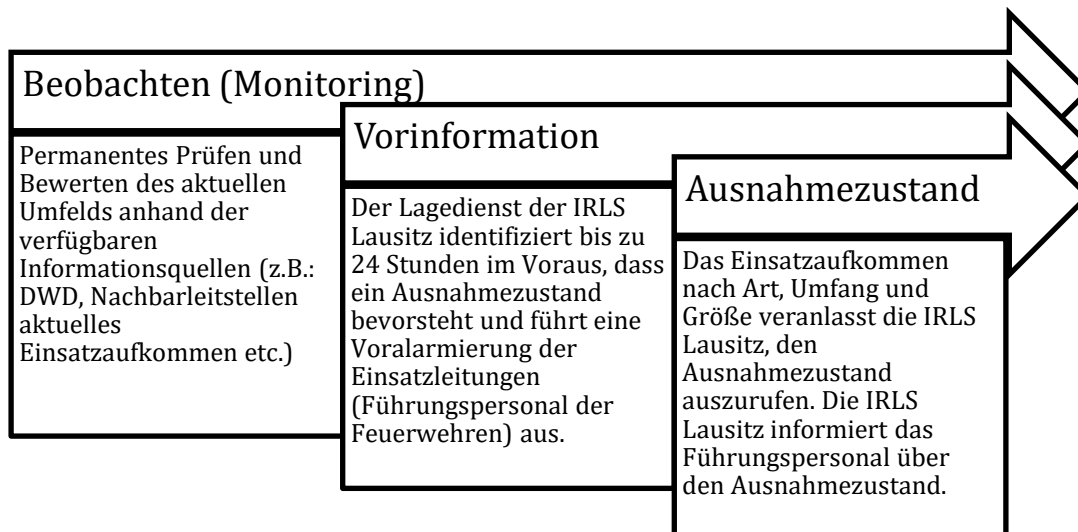 Beobachten (Monitoring)
Permanentes Prüfen und
Bewerten des aktuellen
Umfelds anhand der
verfügbaren
Informationsquellen (z.B.:
DWD, Nachbarleitstellen
aktuelles
Einsatzaufkommen etc.)
Vorinformation
Der Lagedienst der IRLS
Lausitz identifiziert bis zu
24 Stunden im Voraus, dass
ein Ausnahmezustand
bevorsteht und führt eine
Voralarmierung der
Einsatzleitungen
(Führungspersonal der
Feuerwehren) aus.
Ausnahmezustand
Das Einsatzaufkommen
nach Art, Umfang und
Größe veranlasst die IRLS
Lausitz, den
Ausnahmezustand
auszurufen. Die IRLS
Lausitz informiert das
Führungspersonal über
den Ausnahmezustand.